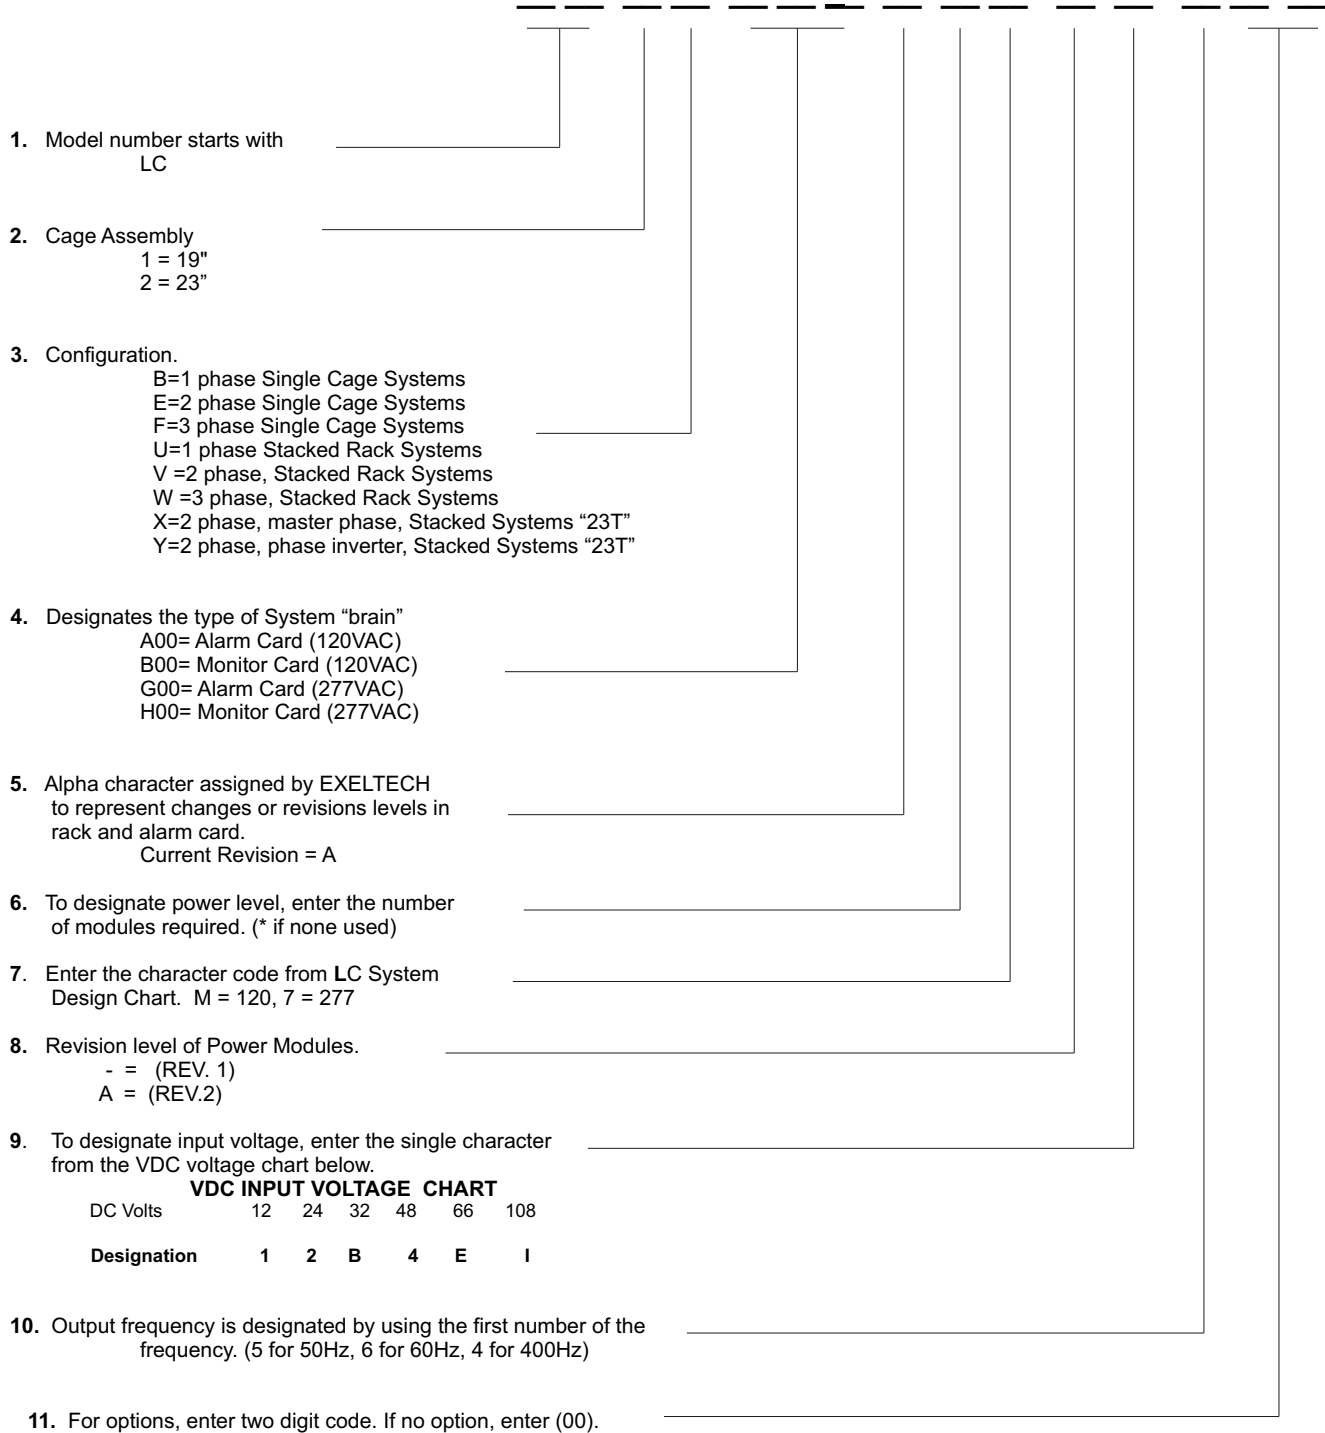 1. Model number starts with
LC
2. Cage Assembly
1 = 19"
2 = 23”
3. Configuration.
B=1 phase Single Cage Systems
E=2 phase Single Cage Systems
F=3 phase Single Cage Systems
U=1 phase Stacked Rack Systems
V =2 phase, Stacked Rack Systems
W =3 phase, Stacked Rack Systems
X=2 phase, master phase, Stacked Systems “23T”
Y=2 phase, phase inverter, Stacked Systems “23T”
4. Designates the type of System “brain”
A00= Alarm Card (120VAC)
B00= Monitor Card (120VAC)
G00= Alarm Card (277VAC)
H00= Monitor Card (277VAC)
5. Alpha character assigned by EXELTECH
to represent changes or revisions levels in
rack and alarm card.
Current Revision = A
6. To designate power level, enter the number
of modules required. (* if none used)
7. Enter the character code from LC System
Design Chart. M = 120, 7 = 277
8. Revision level of Power Modules.
- = (REV. 1)
A = (REV.2)
9. To designate input voltage, enter the single character
from the VDC voltage chart below.
VDC INPUT VOLTAGE CHART
DC Volts 12 24 32 48 66 108
Designation 1 2 B 4 E I
10. Output frequency is designated by using the first number of the
frequency. (5 for 50Hz, 6 for 60Hz, 4 for 400Hz)
11. For options, enter two digit code. If no option, enter (00).